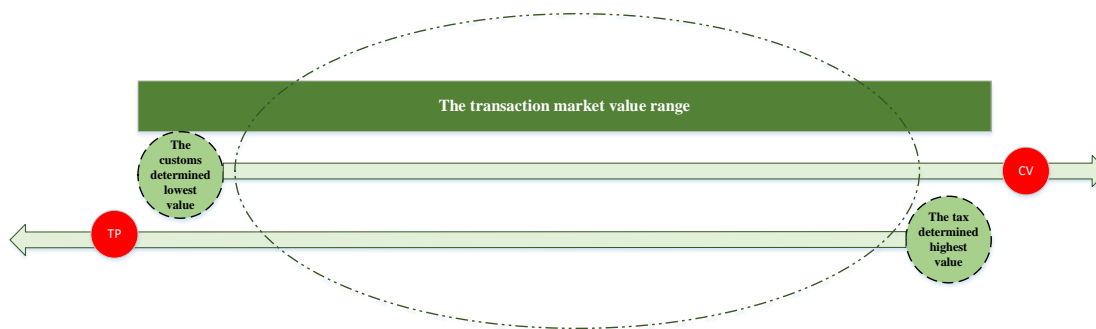 The transaction market value range
The
customs
determined
lowest
value
CV
TP
The tax
determined
highest
value